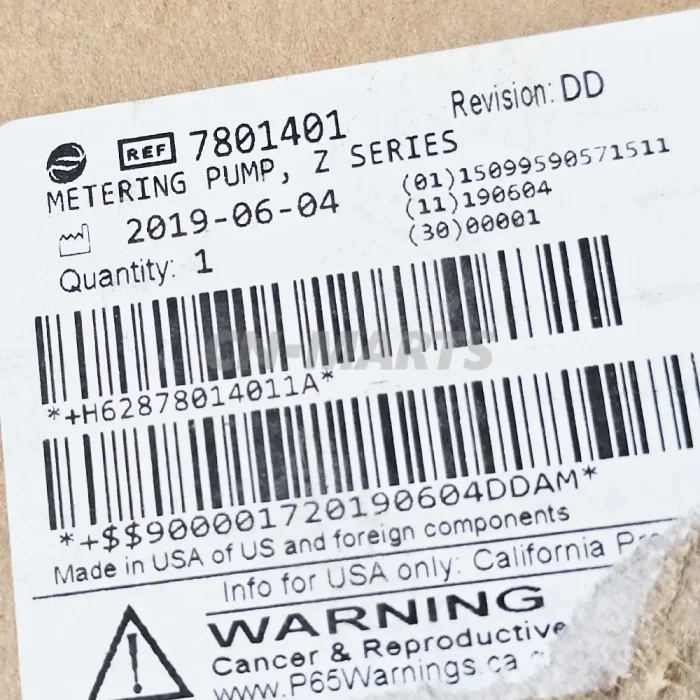 REF 7801401
Revision: DD
METERING PUMP, Z SERIES
2019-06-04
(01)15099590571511
(11)190604
(30)00001
Quantity: 1
CN-MARTS
*+H62878014011A*
*+$$900001720190604DDAM*
Made in USA of US and foreign components
Info for USA only: California
WARNING
Cancer & Reproductive
www.P65Warnings.ca